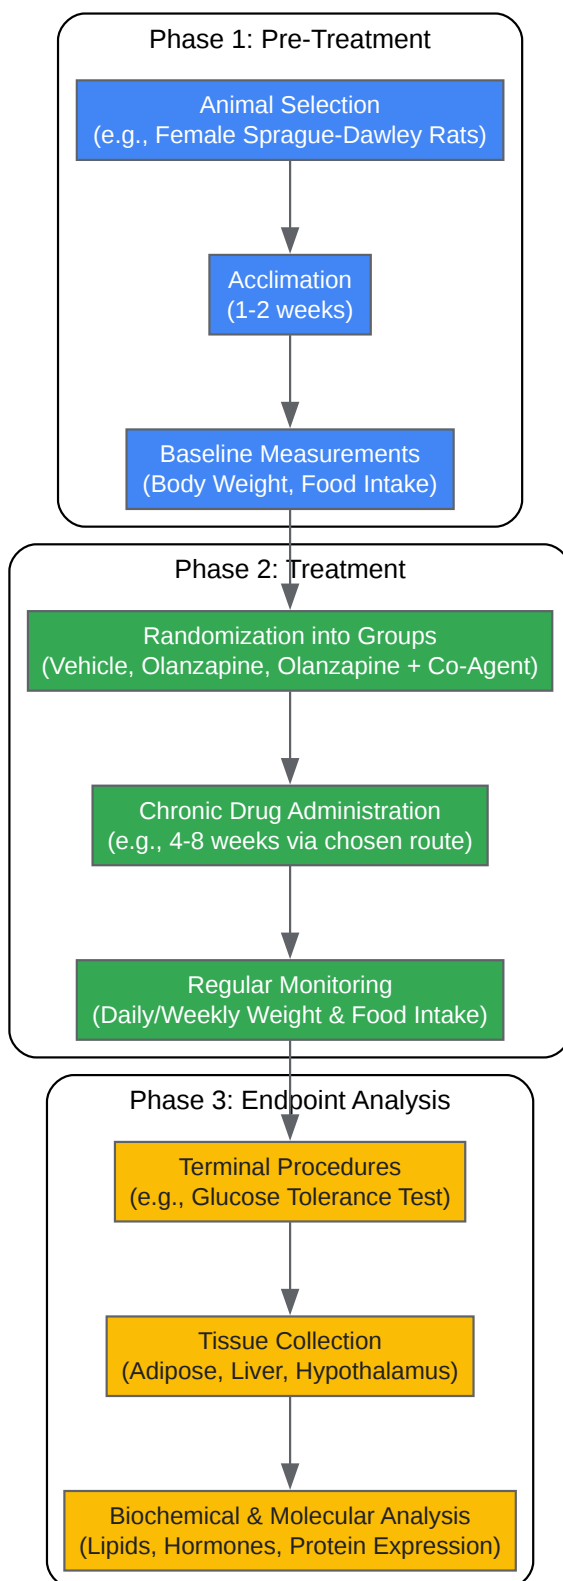 Phase 1: Pre-Treatment
Animal Selection
(e.g., Female Sprague-Dawley Rats)
Acclimation
(1-2 weeks)
Baseline Measurements
(Body Weight, Food Intake)
Phase 2: Treatment
Randomization into Groups
(Vehicle, Olanzapine, Olanzapine + Co-Agent)
Chronic Drug Administration
(e.g., 4-8 weeks via chosen route)
Regular Monitoring
(Daily/Weekly Weight & Food Intake)
Phase 3: Endpoint Analysis
Terminal Procedures
(e.g., Glucose Tolerance Test)
Tissue Collection
(Adipose, Liver, Hypothalamus)
Biochemical & Molecular Analysis
(Lipids, Hormones, Protein Expression)